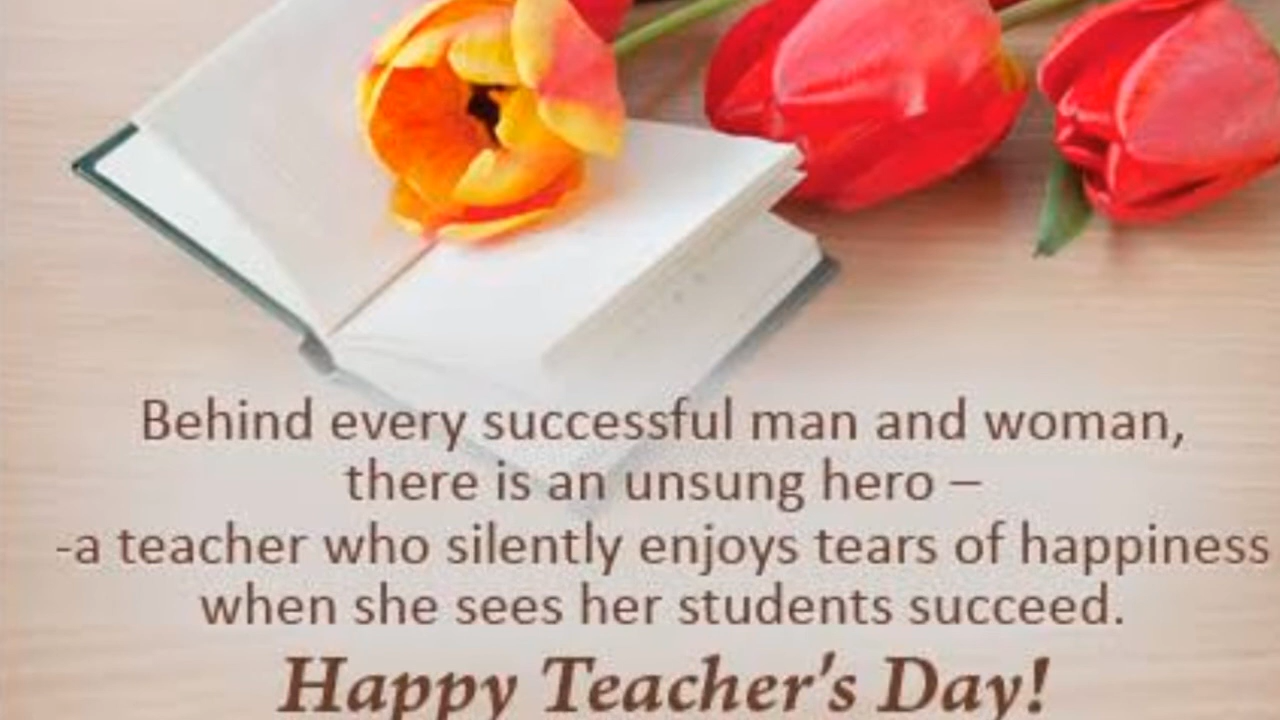 Behind every successful man and woman,
there is an unsung hero –
-a teacher who silently enjoys tears of happiness
when she sees her students succeed.
Happy Teacher's Day!